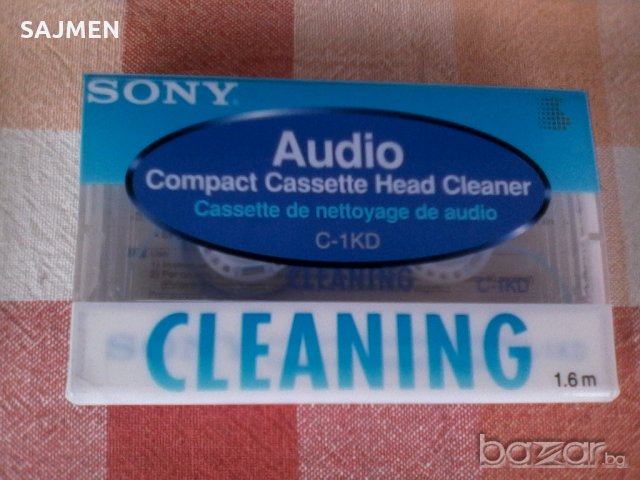 SAJMEN
SONY
Audio
Compact Cassette Head Cleaner
Cassette de nettoyage de audio
C-1KD
CLEANING
C-1KD
CLEANING
1.6 m
bazar.bg